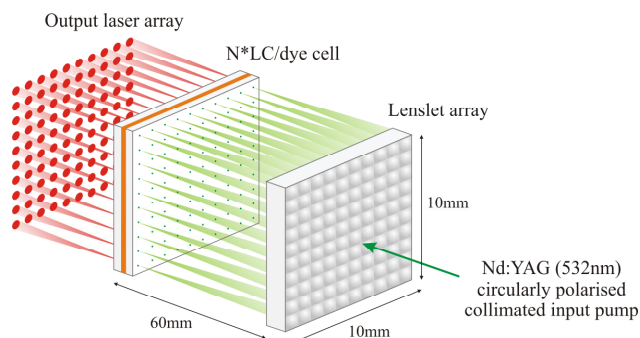 Output laser array
N*LC/dye cell
Lenslet array
10mm
Nd:YAG (532nm)
circularly polarised
collimated input pump
60mm
10mm